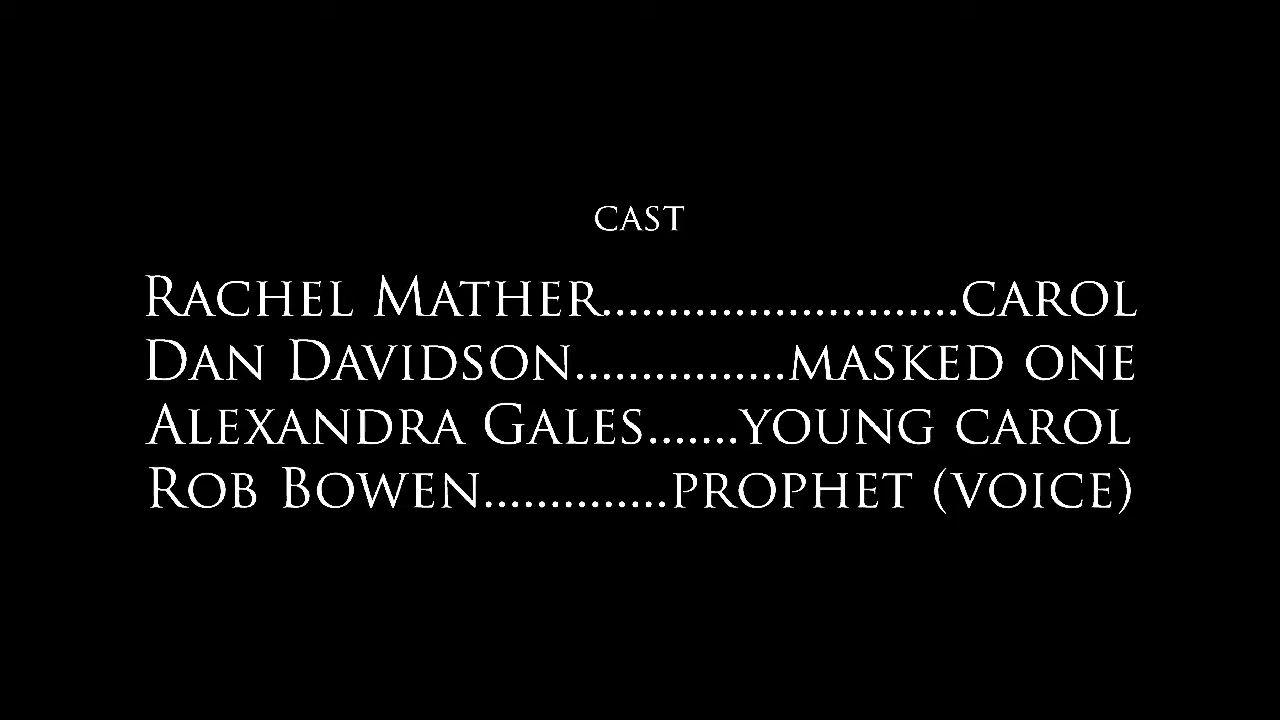 CAST
RACHEL MATHER...........................CAROL
DAN DAVIDSON................MASKED ONE
ALEXANDRA GALES.......YOUNG CAROL
ROB BOWEN..............PROPHET (VOICE)